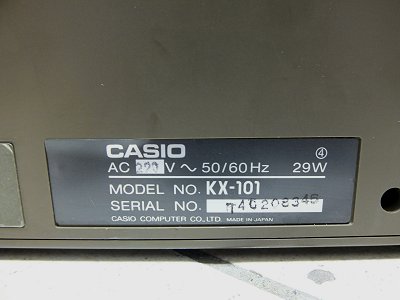 CASIO ④
AC 220 V ~ 50/60Hz 29W
MODEL NO. KX-101
SERIAL NO.
CASIO COMPUTER CO., LTD. MADE IN JAPAN